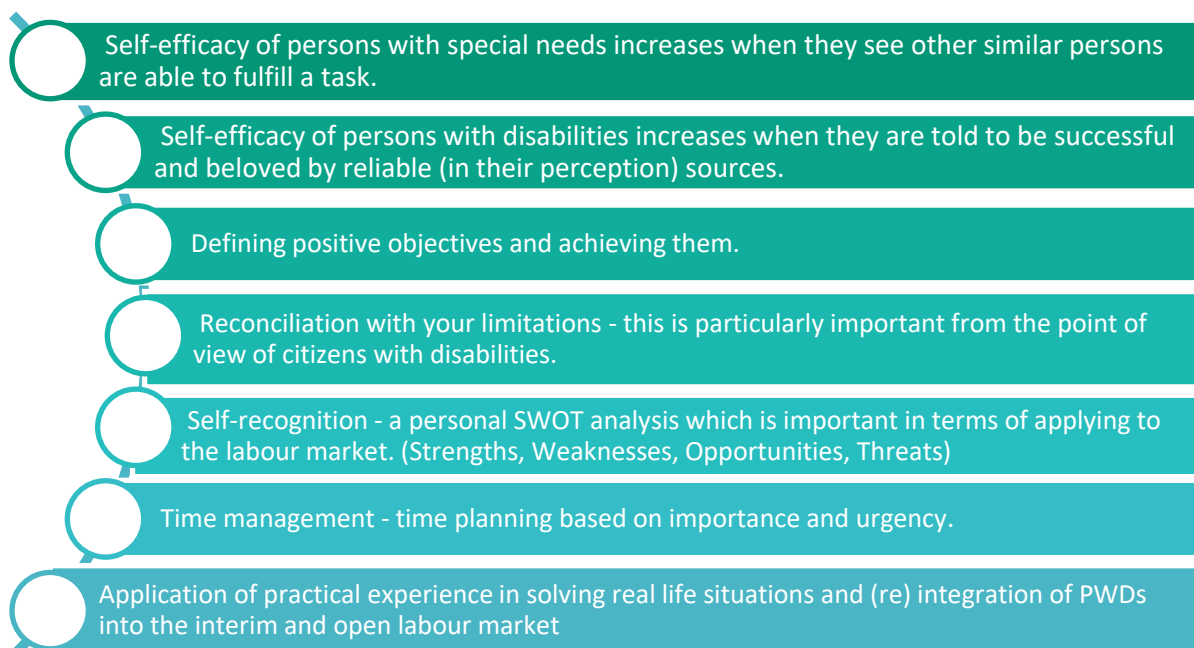 Self-efficacy of persons with special needs increases when they see other similar persons
are able to fulfill a task.
Self-efficacy of persons with disabilities increases when they are told to be successful
and beloved by reliable (in their perception) sources.
Defining positive objectives and achieving them.
Reconciliation with your limitations - this is particularly important from the point of
view of citizens with disabilities.
Self-recognition - a personal SWOT analysis which is important in terms of applying to
the labour market. (Strengths, Weaknesses, Opportunities, Threats)
Time management - time planning based on importance and urgency.
Application of practical experience in solving real life situations and (re) integration of PWDs
into the interim and open labour market